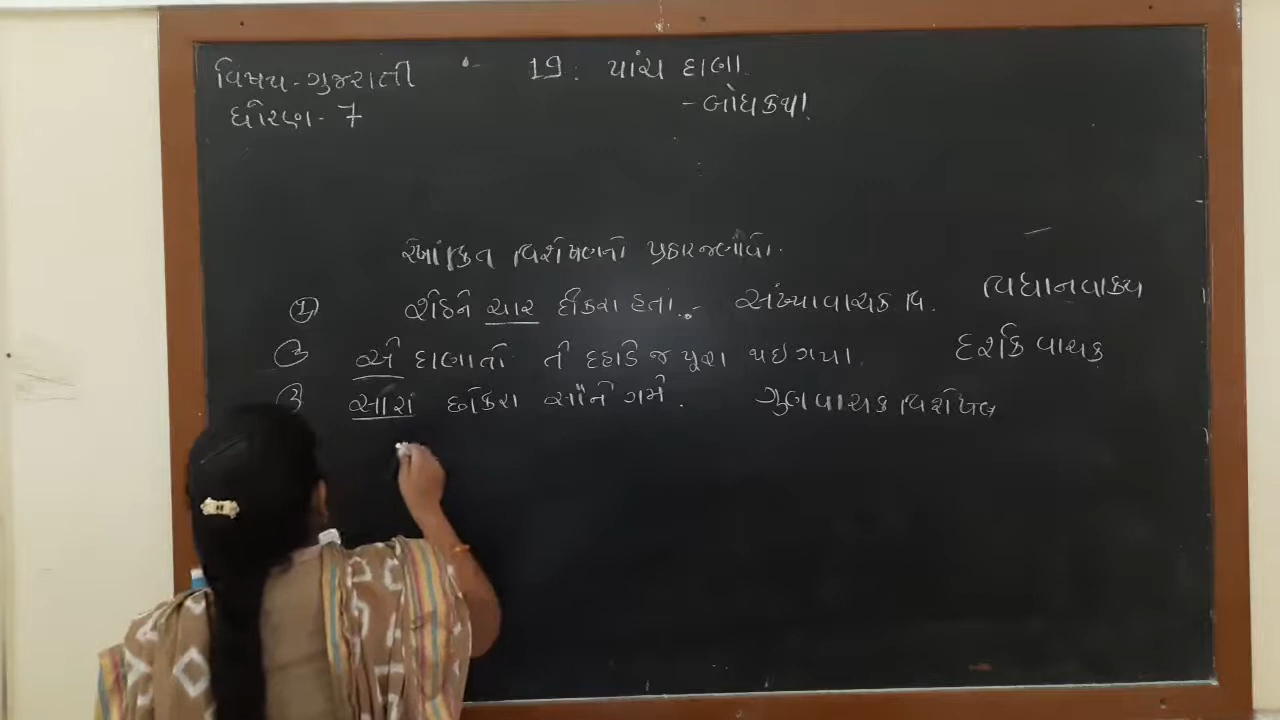 વિષય-ગુજરાતી
ધોરણ- 7
19: પાંચ દાણા
- બોધકથા
રેખાંકિત વિશેષણનો પ્રકાર જણાવો.
① શેઠને ચાર દીકરા હતા. - સંખ્યાવાચક વિ. વિધાનવાક્ય
② એ દાણાતો તે દહાડે જ પૂરા થઇ ગયા. દર્શક વાચક
③ સારા છોકરા સૌને ગમે. ગુણવાચક વિશેષણ